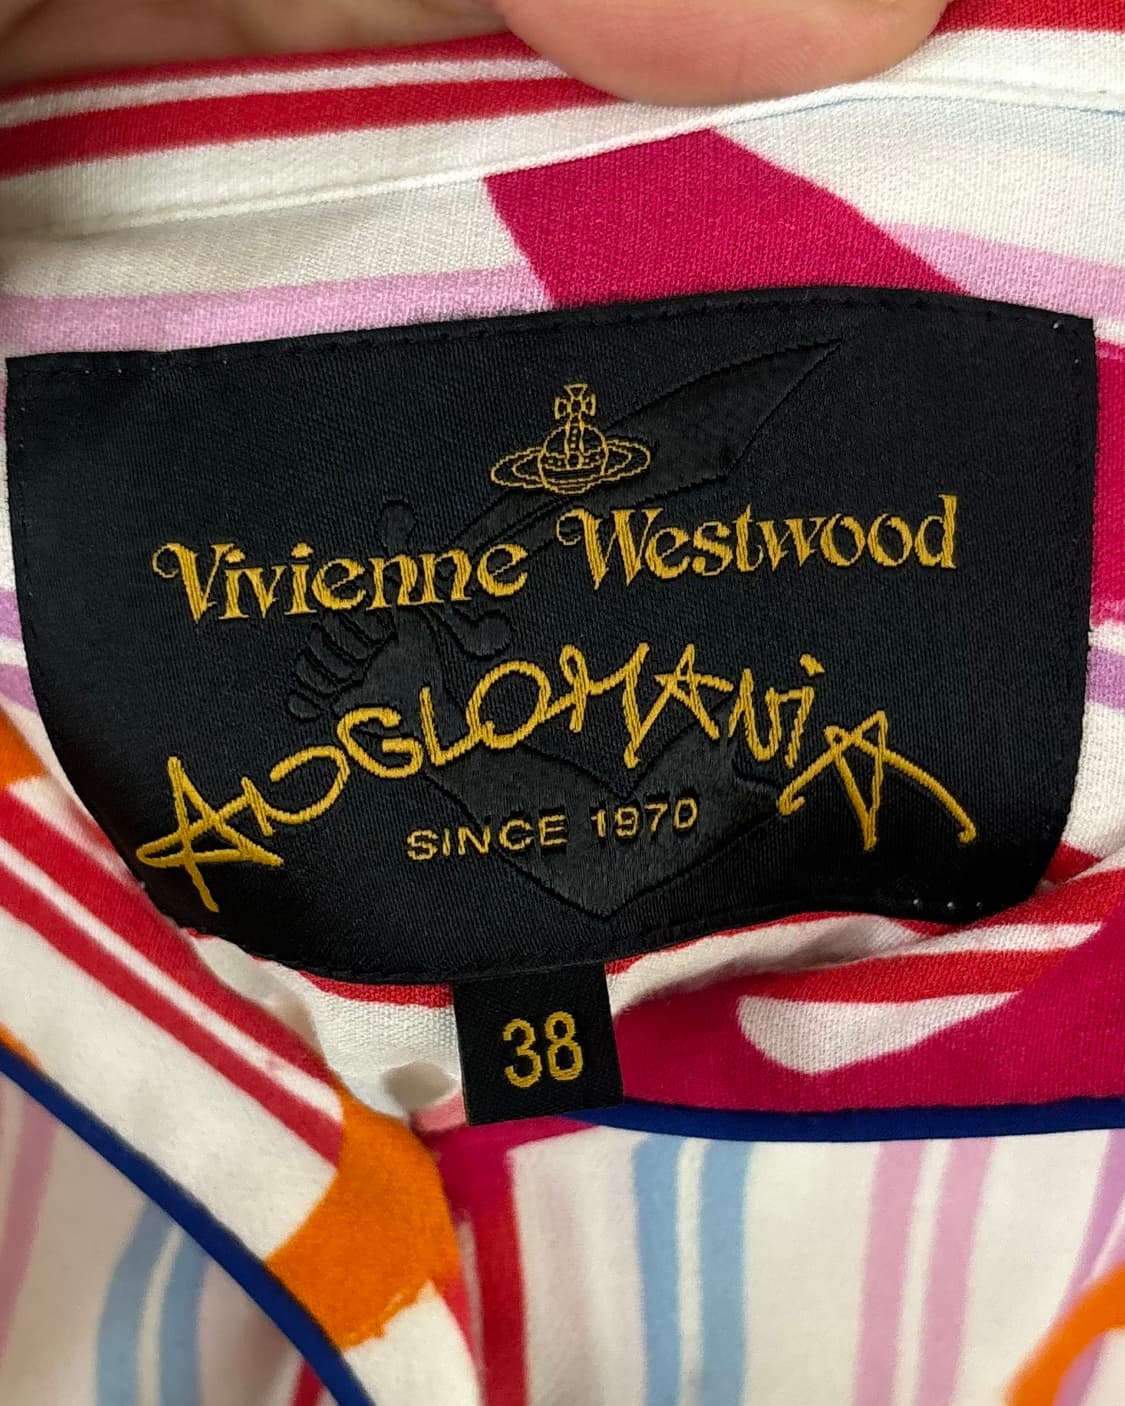 Vivienne Westwood
ANGLOMANiA
SINCE 1970
38